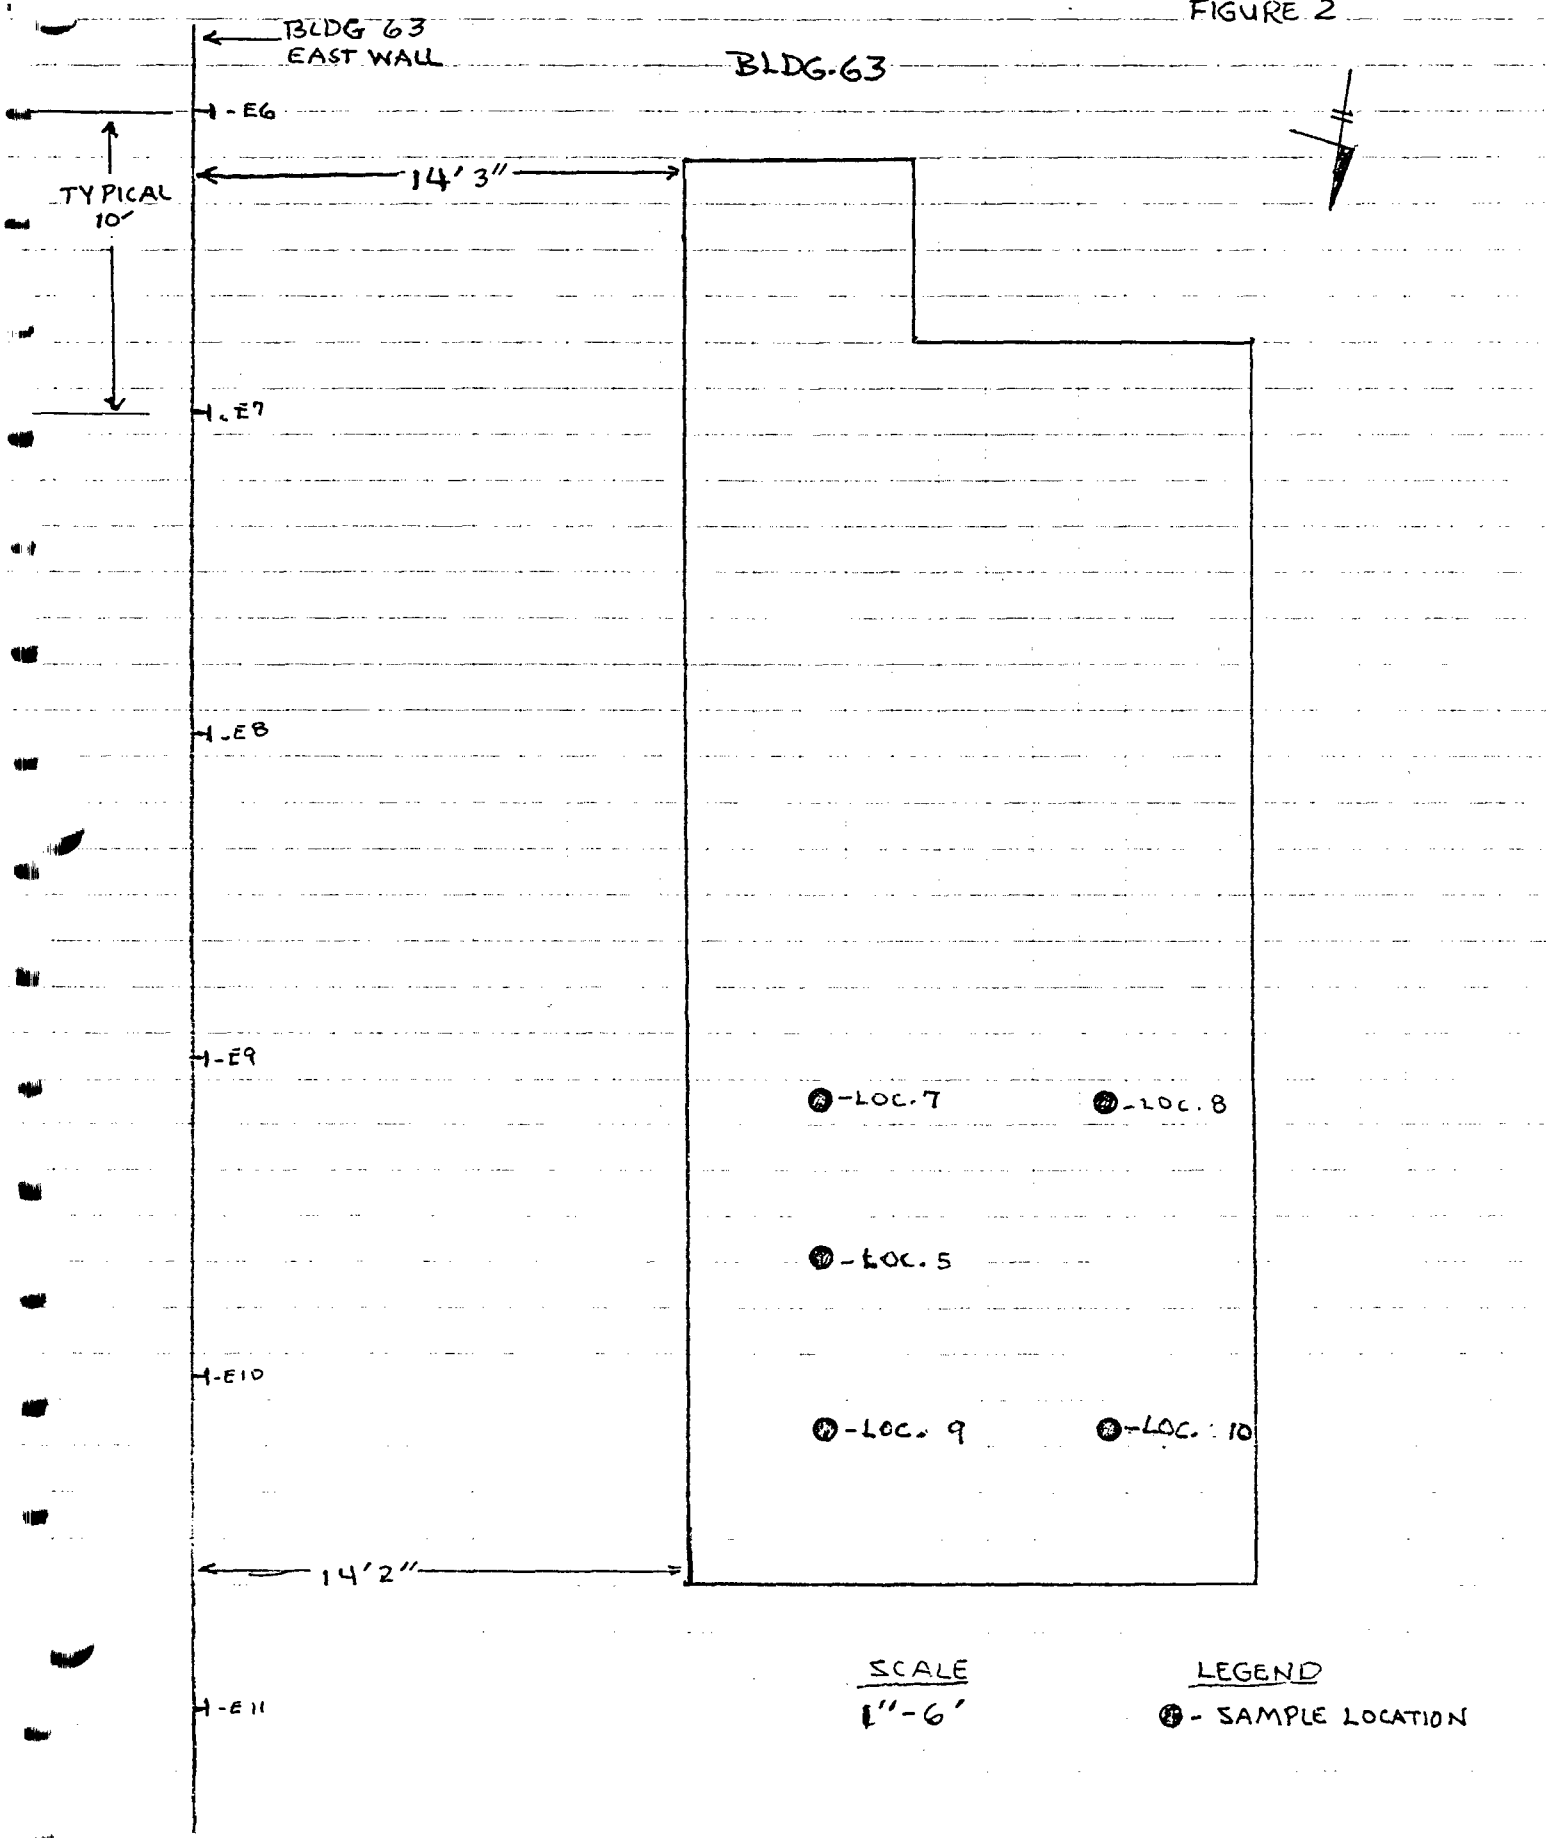 FIGURE 2
BLDG 63
EAST WALL
BLDG. 63
- E6
14' 3"
TYPICAL
10'
- E7
- E8
- E9
- LOC. 7
- LOC. 8
- LOC. 5
- E10
- LOC. 9
- LOC. 10
14' 2"
SCALE
1" - 6'
LEGEND
- SAMPLE LOCATION
- E11